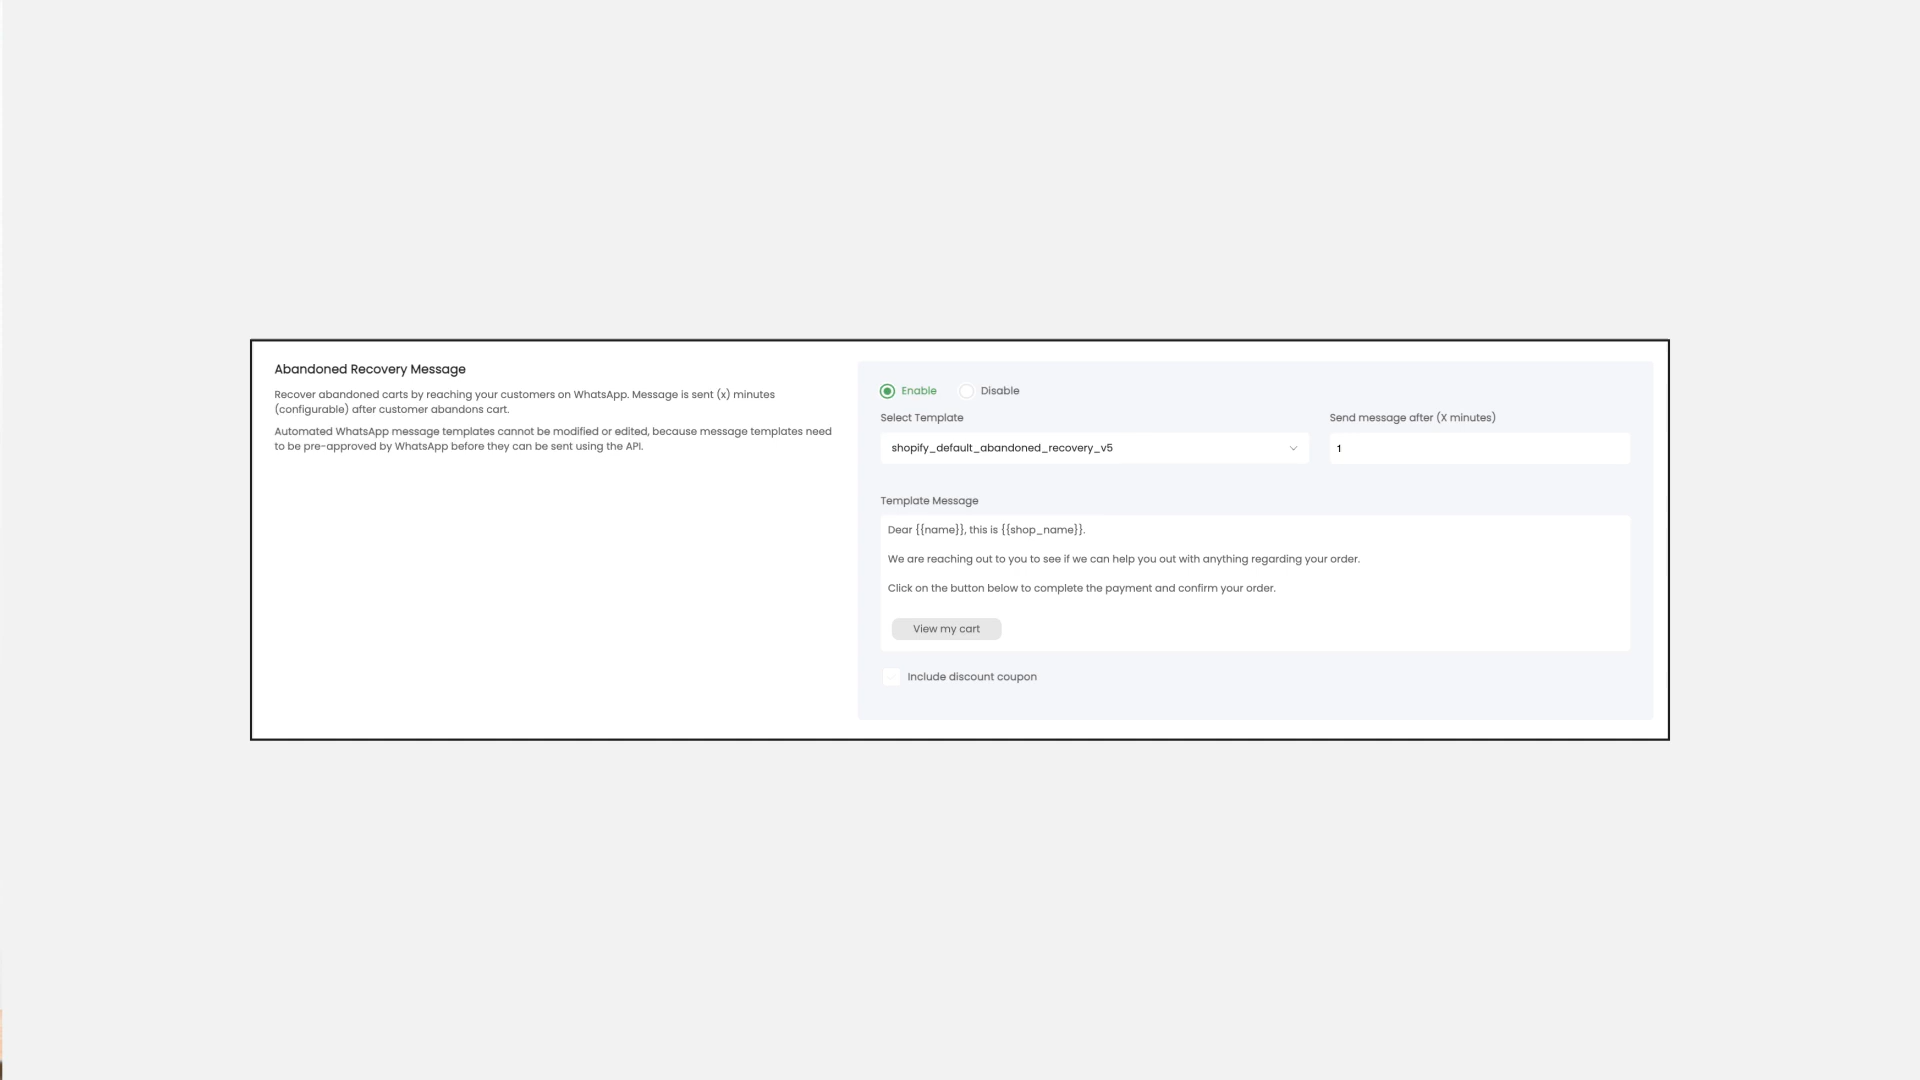 Abandoned Recovery Message
Recover abandoned carts by reaching your customers on WhatsApp. Message is sent (x) minutes
(configurable) after customer abandons cart.
Automated WhatsApp message templates cannot be modified or edited, because message templates need
to be pre-approved by WhatsApp before they can be sent using the API.
Enable
Disable
Select Template
Send message after (X minutes)
shopify_default_abandoned_recovery_v5
1
Template Message
Dear {{name}}, this is {{shop_name}}.
We are reaching out to you to see if we can help you out with anything regarding your order.
Click on the button below to complete the payment and confirm your order.
View my cart
Include discount coupon